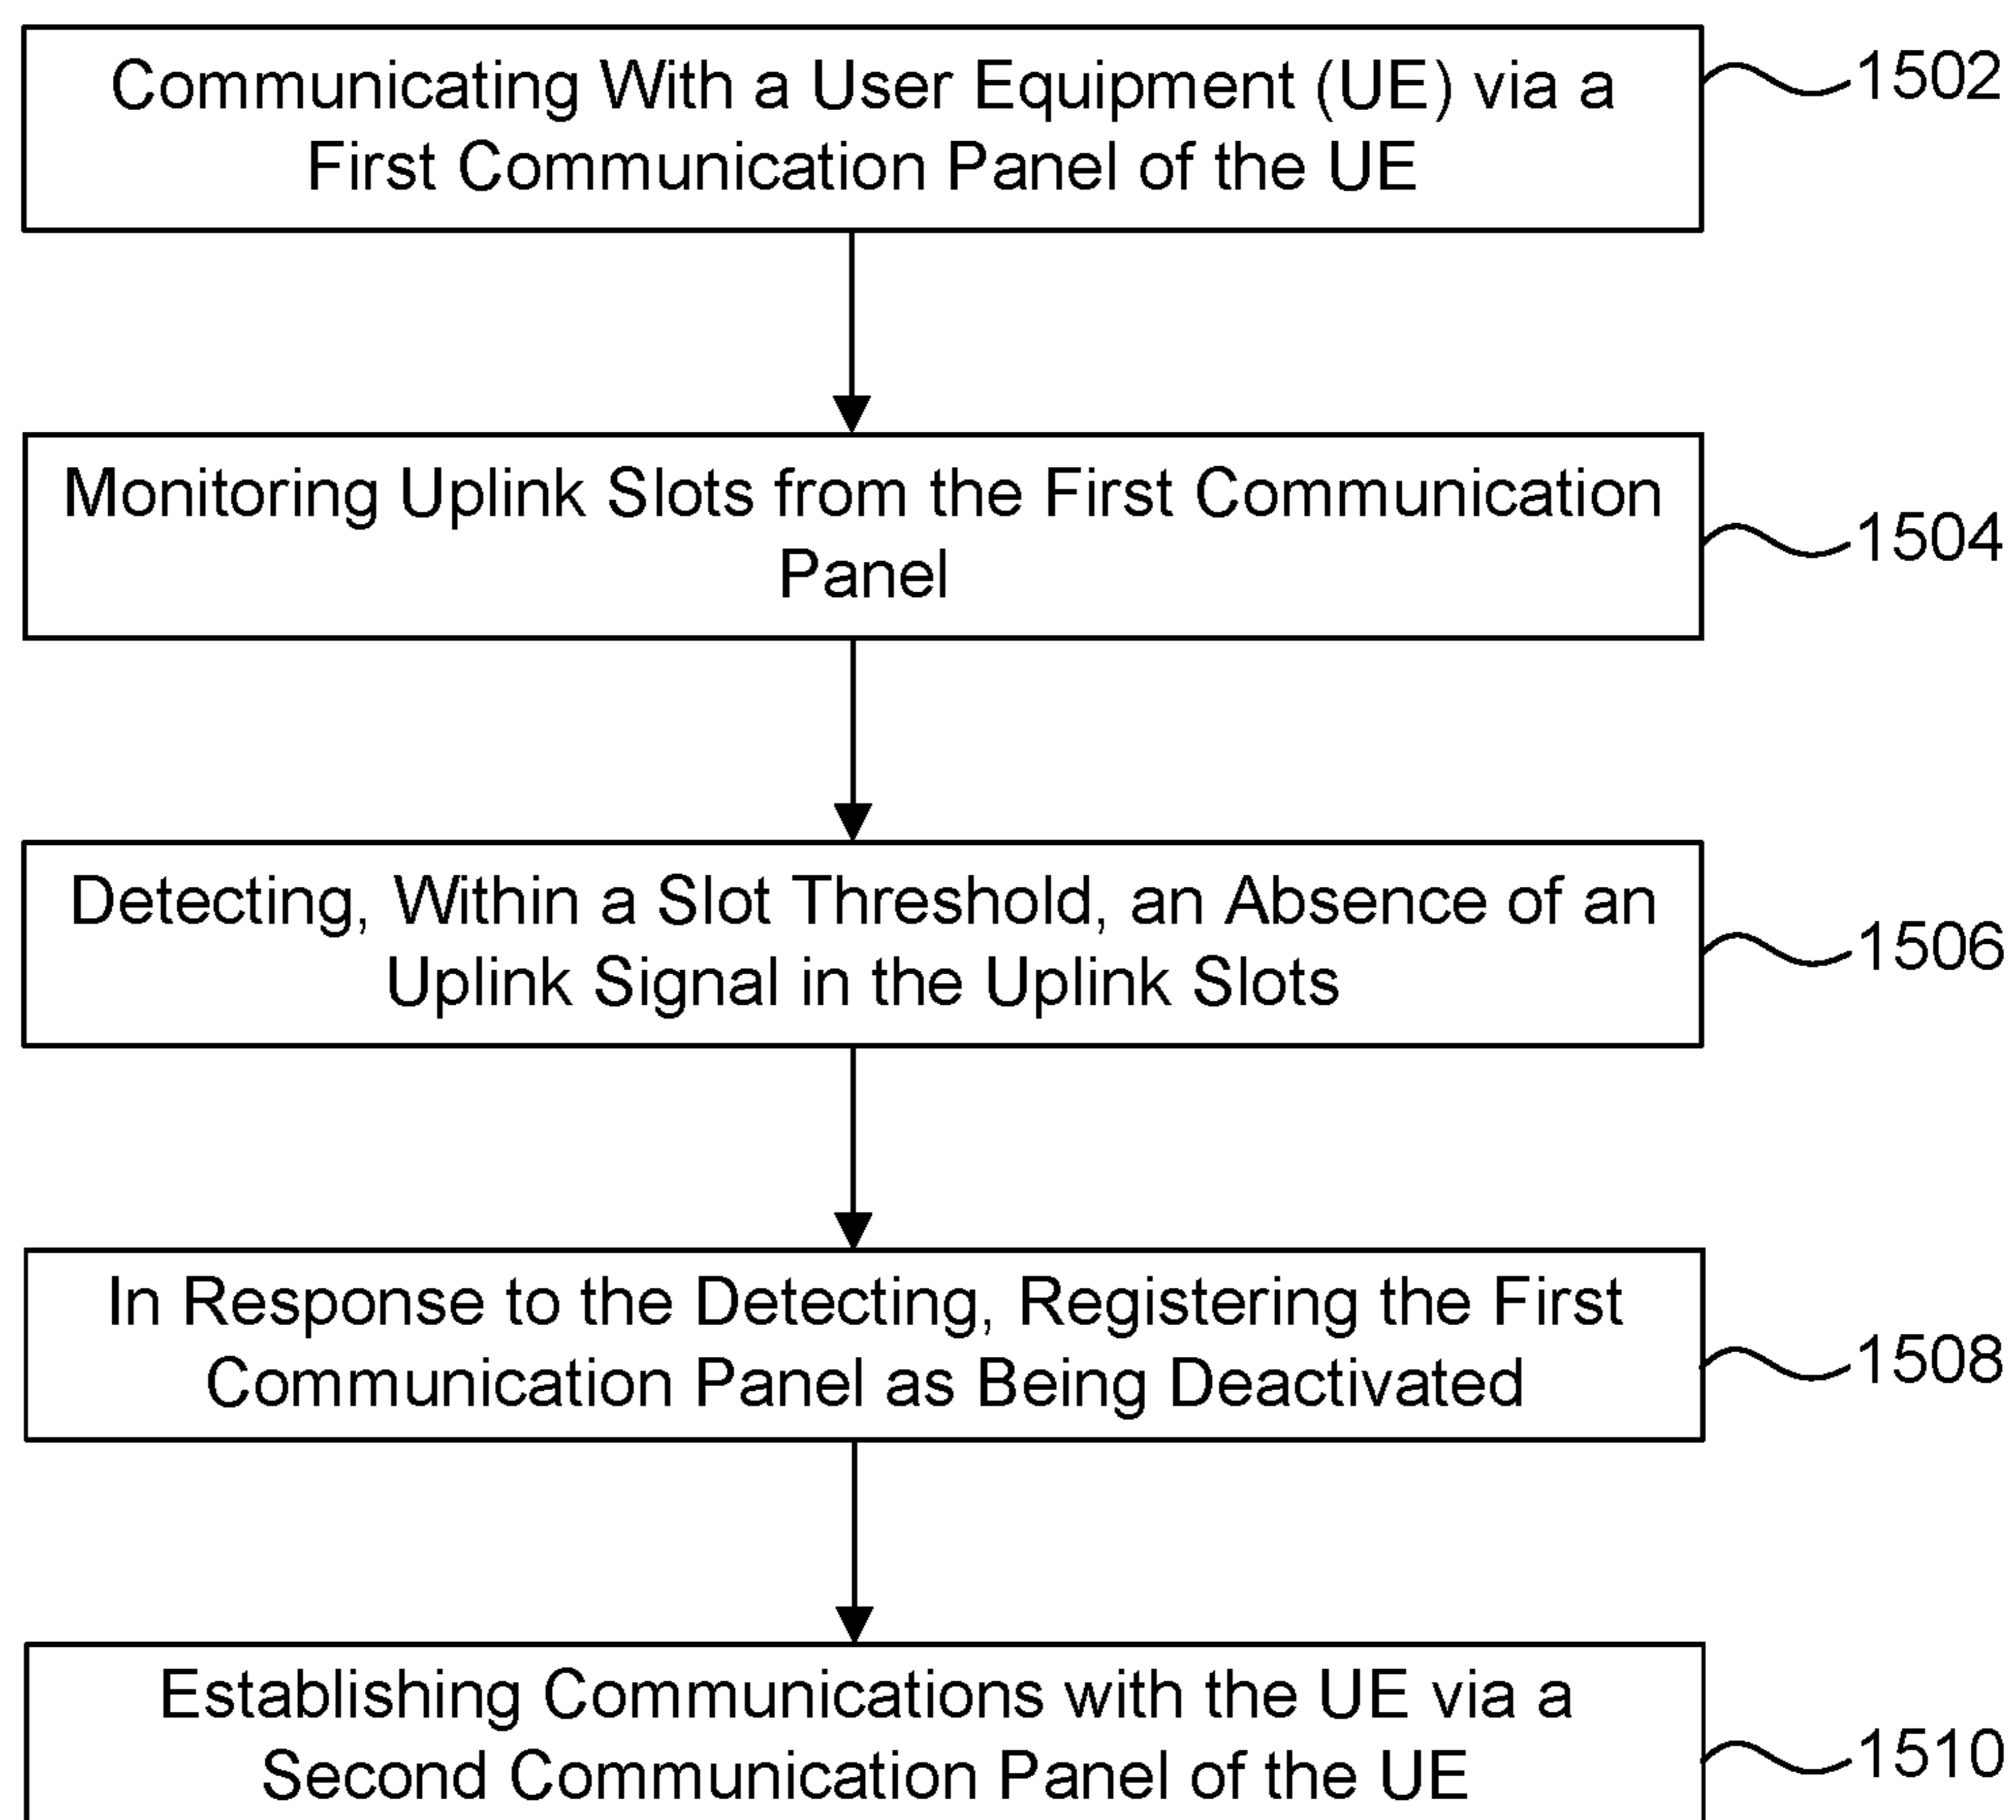 Communicating With a User Equipment (UE) via a
First Communication Panel of the UE
1502
Monitoring Uplink Slots from the First Communication
Panel
1504
Detecting, Within a Slot Threshold, an Absence of an
Uplink Signal in the Uplink Slots
1506
In Response to the Detecting, Registering the First
Communication Panel as Being Deactivated
1508
Establishing Communications with the UE via a
Second Communication Panel of the UE
1510